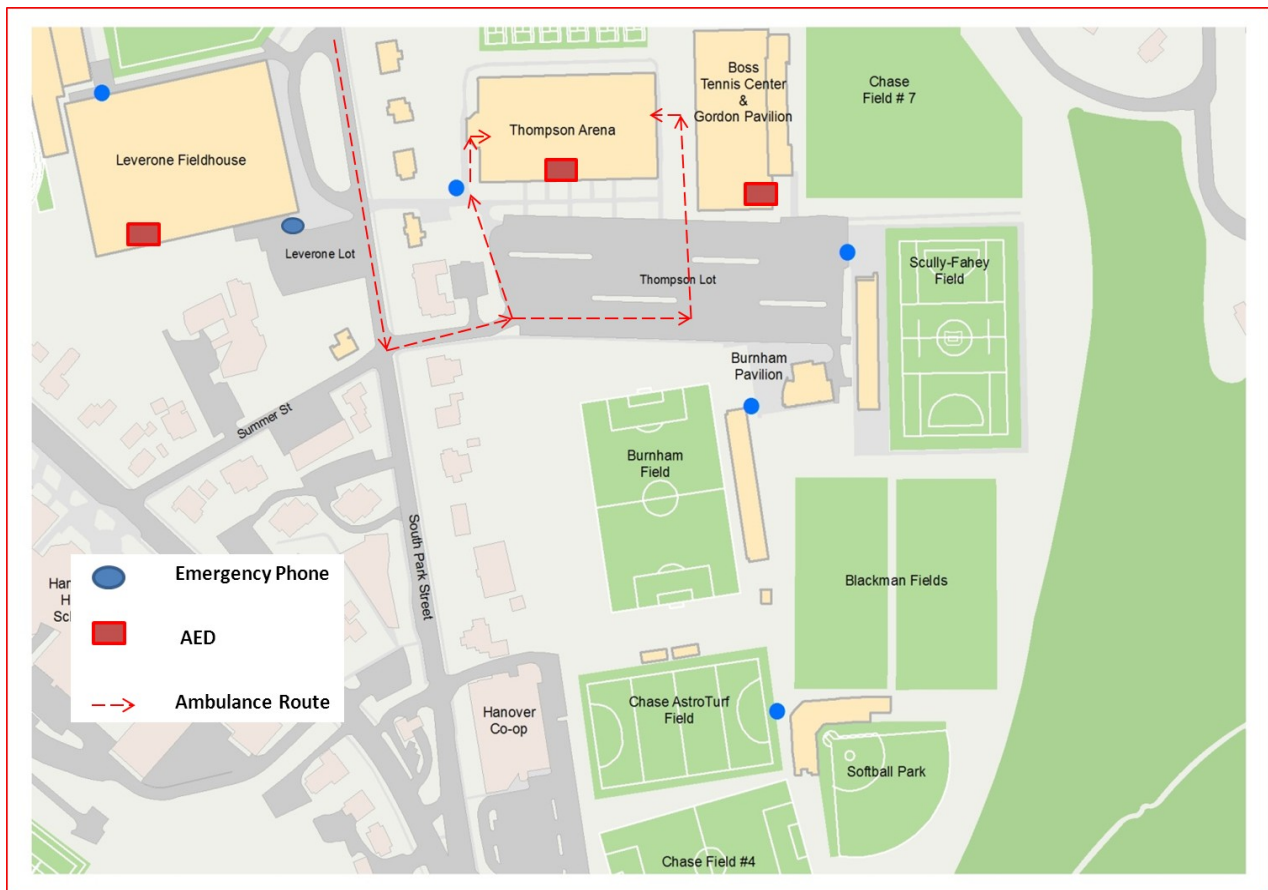 Boss
Tennis Center
&
Gordon Pavilion
Chase
Field # 7
Thompson Arena
Leverone Fieldhouse
Leverone Lot
Thompson Lot
Scully-Fahey
Field
Burnham
Pavilion
Summer St
Burnham
Field
South Park Street
Blackman Fields
Emergency Phone
AED
Ambulance Route
Chase AstroTurf
Field
Hanover
Co-op
Softball Park
Chase Field #4